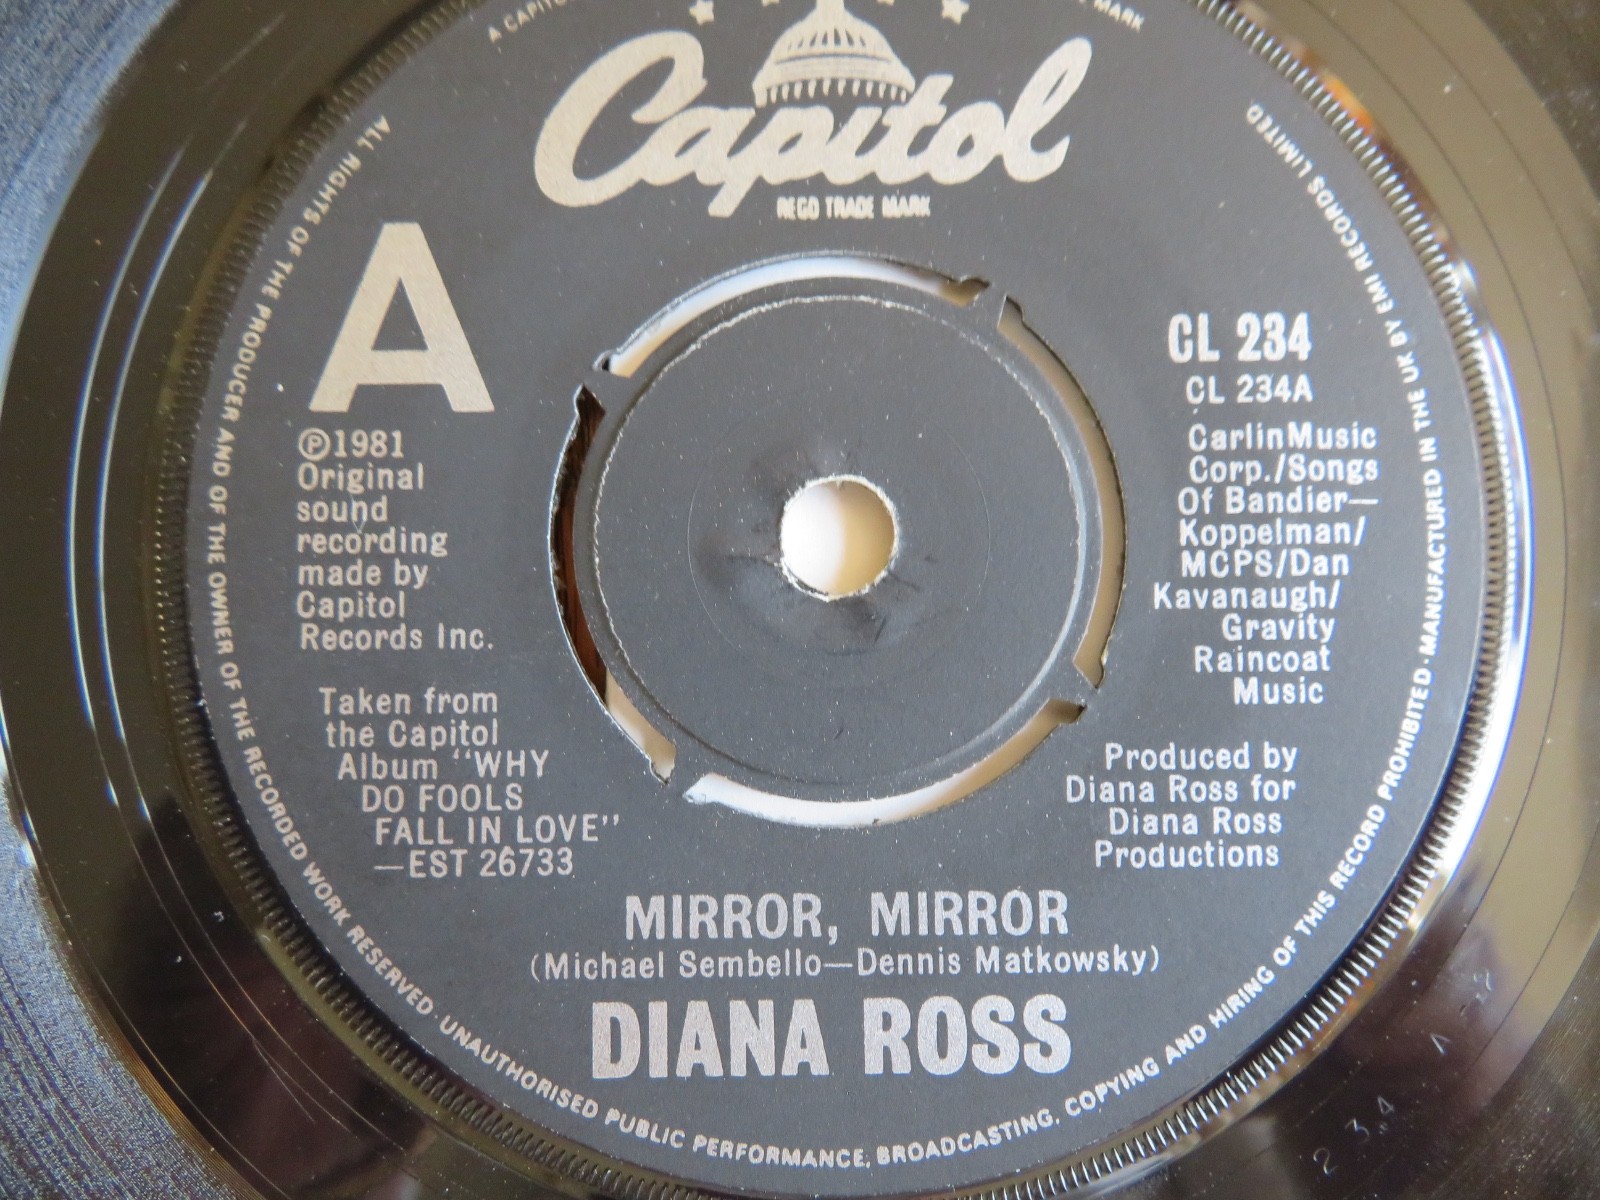 Capitol
REGD TRADE MARK
A
CL 234
CL 234A
℗1981
Original
sound
recording
made by
Capitol
Records Inc.
Taken from
the Capitol
Album "WHY
DO FOOLS
FALL IN LOVE"
—EST 26733
CarlinMusic
Corp./Songs
Of Bandier—
Koppelman/
MCPS/Dan
Kavanaugh/
Gravity
Raincoat
Music
Produced by
Diana Ross for
Diana Ross
Productions
MIRROR, MIRROR
(Michael Sembello—Dennis Matkowsky)
DIANA ROSS
ALL RIGHTS OF THE PRODUCER AND OF THE OWNER OF THE RECORDED WORK RESERVED · UNAUTHORISED PUBLIC PERFORMANCE, BROADCASTING, COPYING AND HIRING OF THIS RECORD PROHIBITED · MANUFACTURED IN THE UK BY EMI RECORDS LIMITED.
MARK